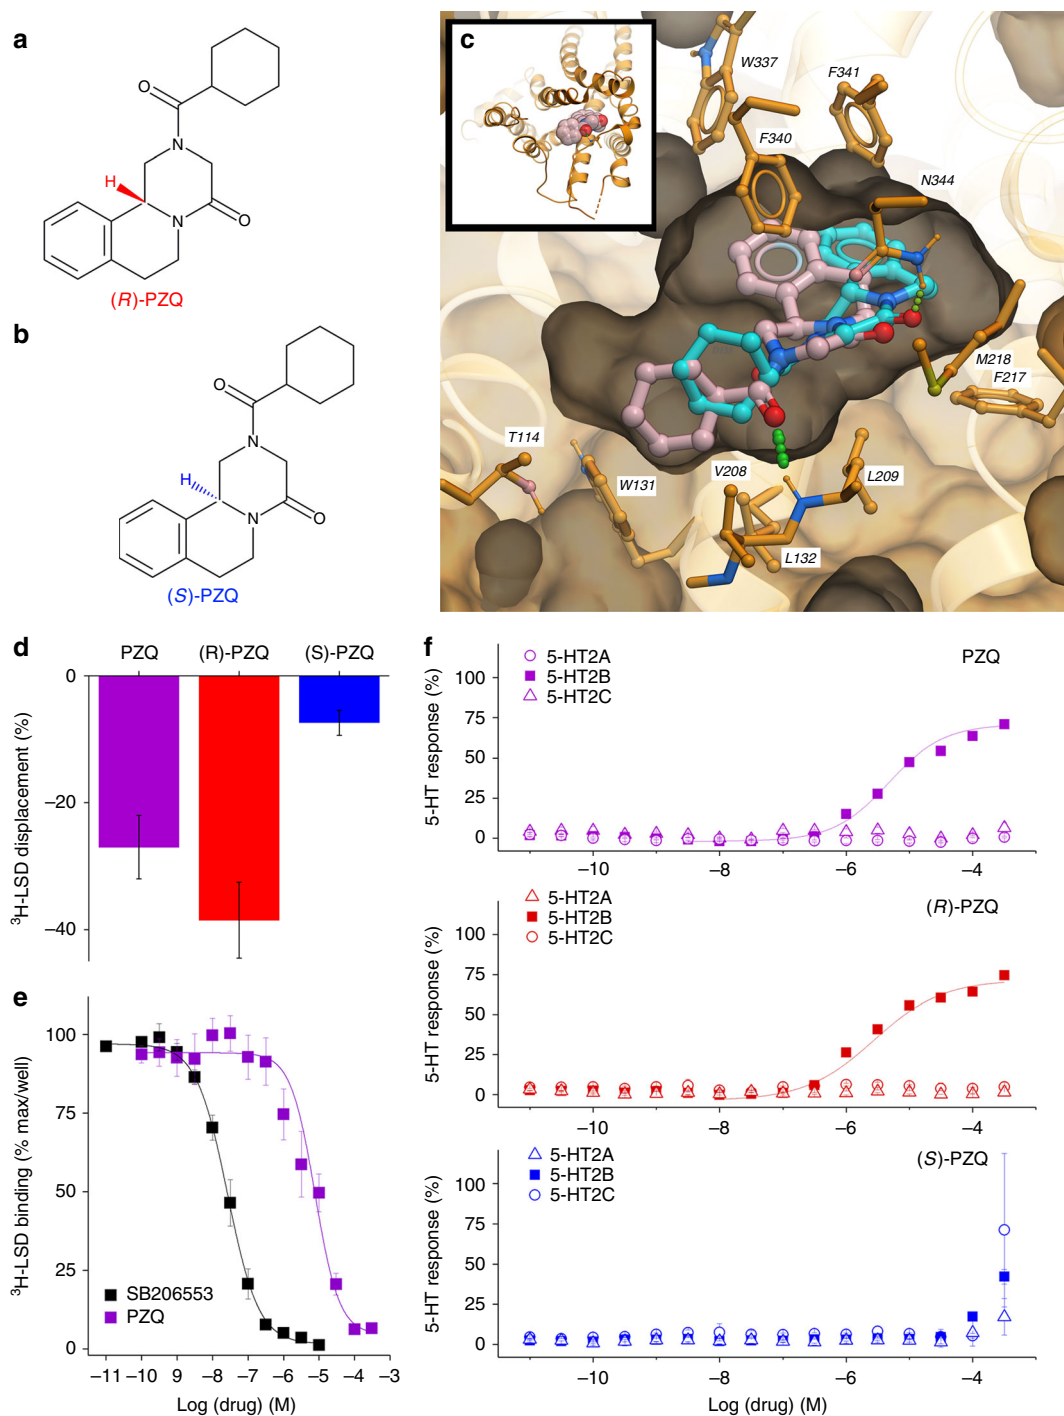 a
O
N
H
N
O
(R)-PZQ
b
O
N
H
N
O
(S)-PZQ
c
W337
F341
F340
N344
M218
F217
T114
W131
V208
L209
L132
d
PZQ (R)-PZQ (S)-PZQ
0
–20
–40
³H-LSD displacement (%)
e
100
75
50
25
0
³H-LSD binding (% max/well)
SB206553
PZQ
–11 –10 9 –8 –7 –6 –5 –4 –3
Log (drug) (M)
f
5-HT2A
5-HT2B
5-HT2C
PZQ
100
75
50
25
0
5-HT response (%)
–10 –8 –6 –4
5-HT2A
5-HT2B
5-HT2C
(R)-PZQ
100
75
50
25
0
5-HT response (%)
–10 –8 –6 –4
5-HT2A
5-HT2B
5-HT2C
(S)-PZQ
100
75
50
25
0
5-HT response (%)
–10 –8 –6 –4
Log (drug) (M)